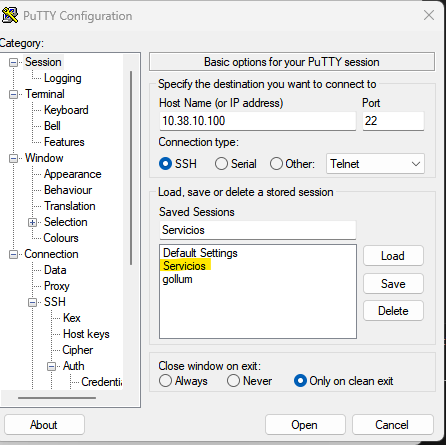 PuTTY Configuration
Category:
Session
Logging
Terminal
Keyboard
Bell
Features
Window
Appearance
Behaviour
Translation
Selection
Colours
Connection
Data
Proxy
SSH
Kex
Host keys
Cipher
Auth
Credenti
Basic options for your PuTTY session
Specify the destination you want to connect to
Host Name (or IP address) Port
10.38.10.100 22
Connection type:
SSH Serial Other: Telnet
Load, save or delete a stored session
Saved Sessions
Servicios
Default Settings
Servicios
gollum
Load
Save
Delete
Close window on exit:
Always Never Only on clean exit
About Open Cancel